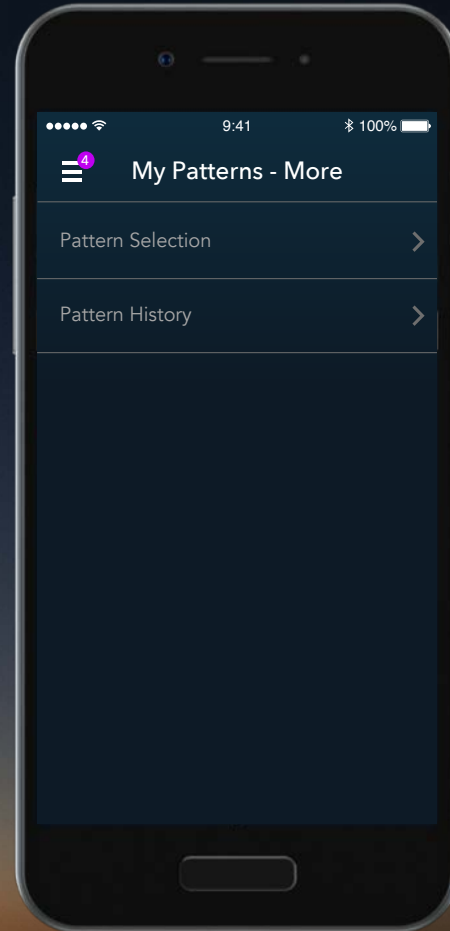 9:41
100%
4
My Patterns - More
Pattern Selection
Pattern History